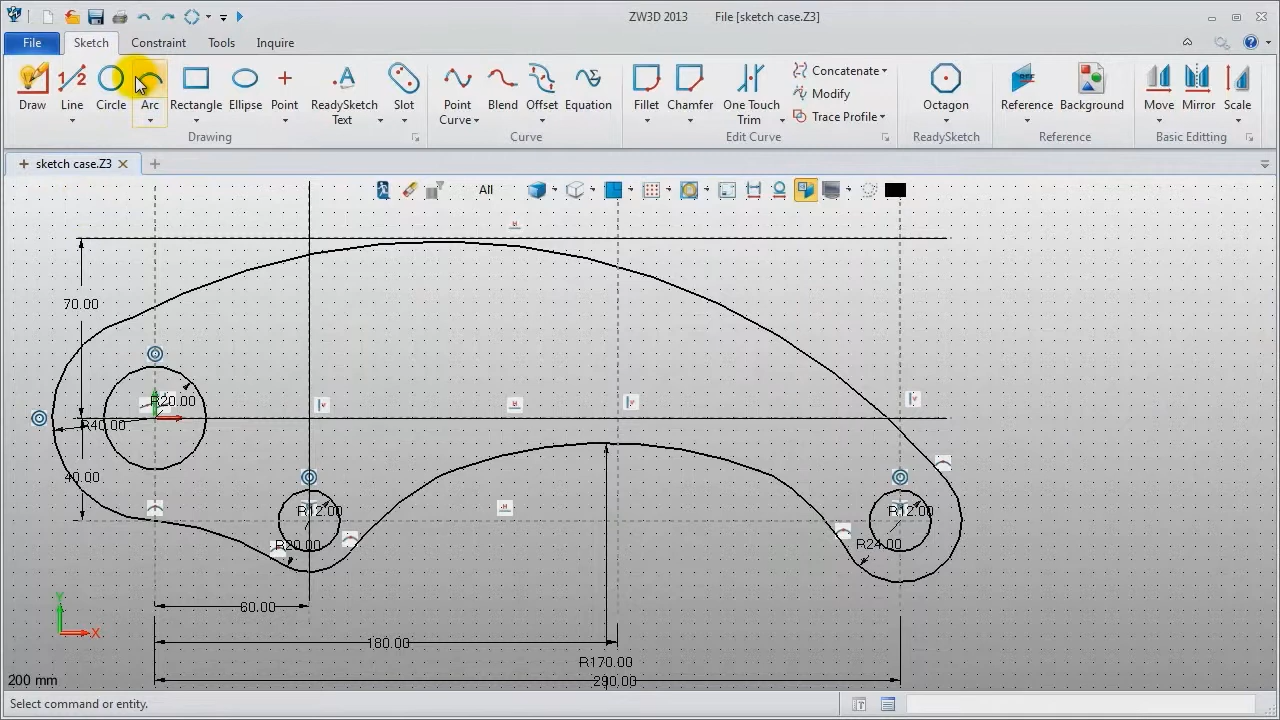 ZW3D 2013 File [sketch case.Z3]
File Sketch Constraint Tools Inquire
Draw Line Circle Arc Rectangle Ellipse Point ReadySketch Text Slot
Point Curve Blend Offset Equation
Fillet Chamfer One Touch Trim Concatenate
Modify
Trace Profile
Octagon Reference Background Move Mirror Scale
Drawing Curve Edit Curve ReadySketch Reference Basic Editing
sketch case.Z3
All
70.00
R20.00
R40.00
40.00
R12.00
R12.00
R20.00
R24.00
60.00
180.00
R170.00
290.00
Y
X
200 mm
Select command or entity.